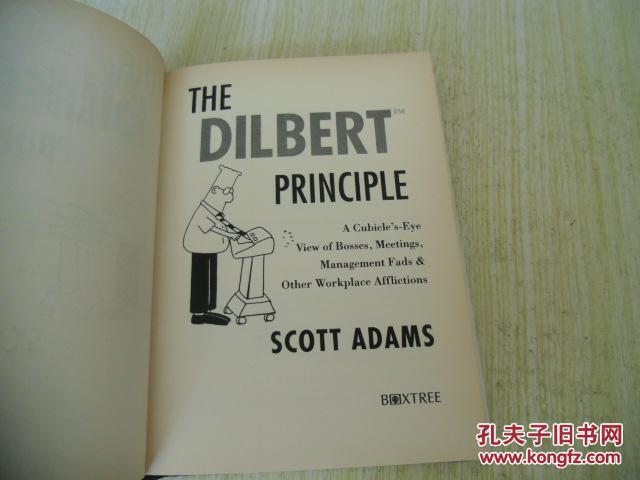 THE
DILBERT™
PRINCIPLE
A Cubicle's-Eye
View of Bosses, Meetings,
Management Fads &
Other Workplace Afflictions
SCOTT ADAMS
BOXTREE
孔夫子旧书网
www.kongfz.com